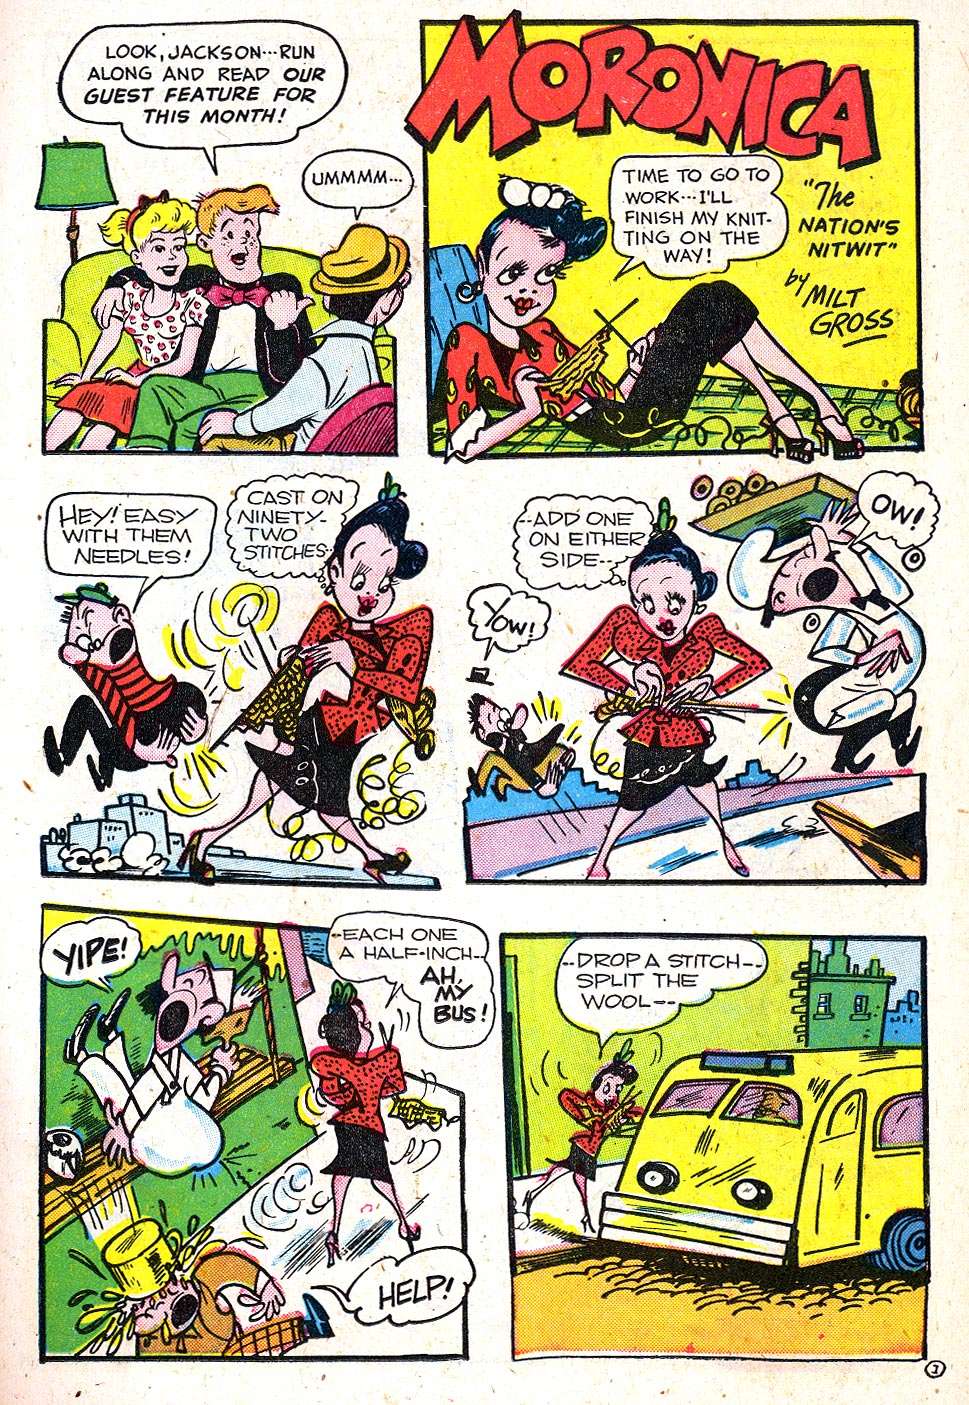 LOOK, JACKSON---RUN
ALONG AND READ OUR
GUEST FEATURE FOR
THIS MONTH!
UMMMM...
MORONICA
TIME TO GO TO
WORK---I'LL
FINISH MY KNIT-
TING ON THE
WAY!
"The
NATION'S
NITWIT"
by MILT
GROSS
HEY! EASY
WITH THEM
NEEDLES!
CAST ON
NINETY-
TWO
STITCHES--
--ADD ONE
ON EITHER
SIDE---
YOW!
OW!
YIPE!
--EACH ONE
A HALF-INCH--
AH,
MY
BUS!
HELP!
--DROP A STITCH--
SPLIT THE
WOOL---
1